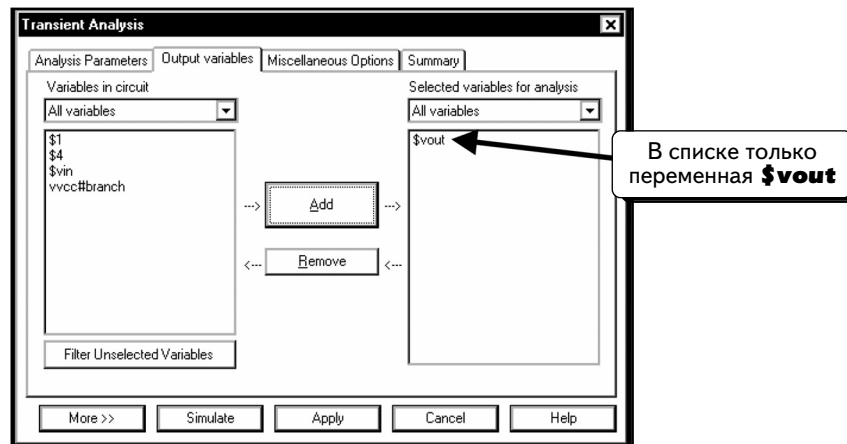 Transient Analysis
Analysis Parameters
Output variables
Miscellaneous Options
Summary
Variables in circuit
All variables
$1
$4
$vin
vvcc#branch
Filter Unselected Variables
--->
Add
--->
<---
Remove
<---
Selected variables for analysis
All variables
$vout
В списке только
переменная $vout
More >>
Simulate
Apply
Cancel
Help